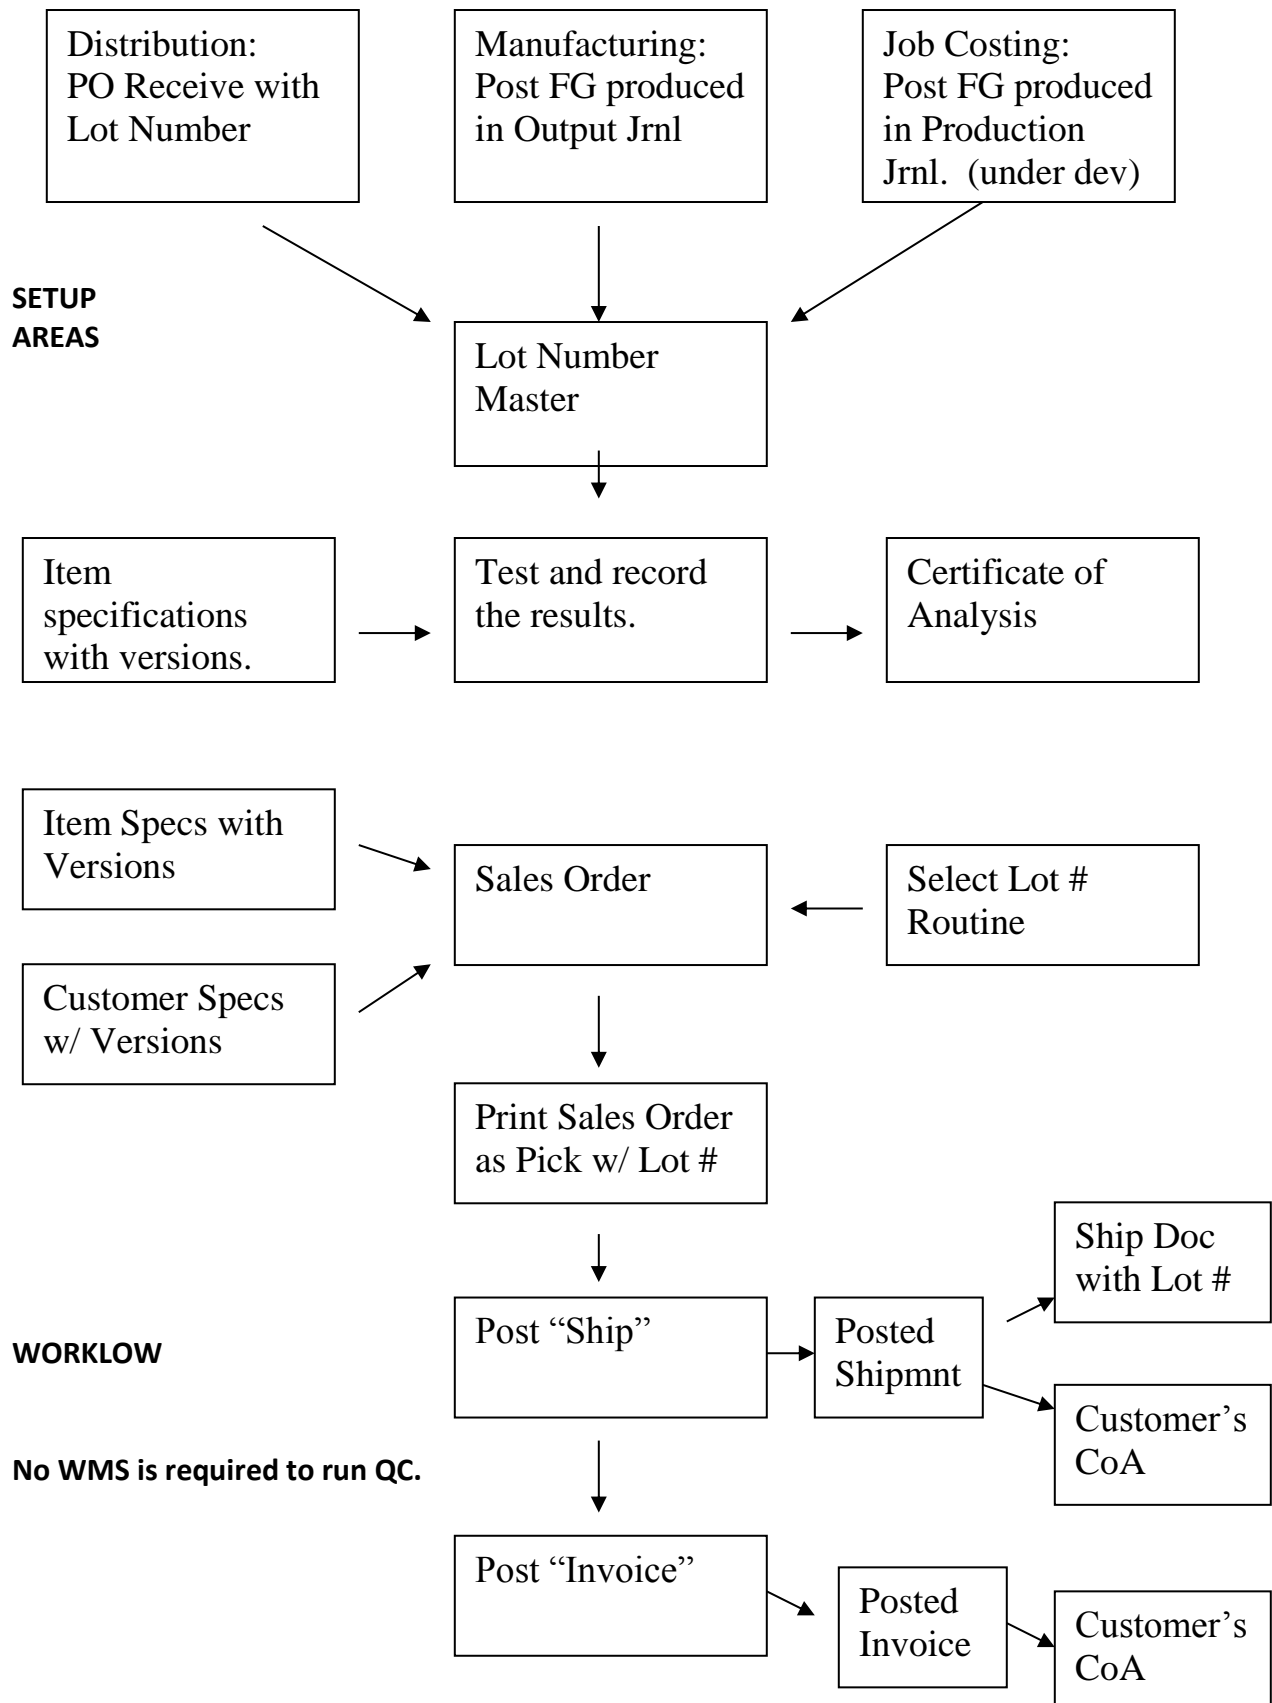 Distribution:
PO Receive with
Lot Number
Manufacturing:
Post FG produced
in Output Jrnl
Job Costing:
Post FG produced
in Production
Jrnl.  (under dev)
SETUP
AREAS
Lot Number
Master
Item
specifications
with versions.
Test and record
the results.
Certificate of
Analysis
Item Specs with
Versions
Sales Order
Select Lot #
Routine
Customer Specs
w/ Versions
Print Sales Order
as Pick w/ Lot #
Ship Doc
with Lot #
Post “Ship”
Posted
Shipmnt
WORKLOW
Customer’s
CoA
No WMS is required to run QC.
Post “Invoice”
Posted
Invoice
Customer’s
CoA